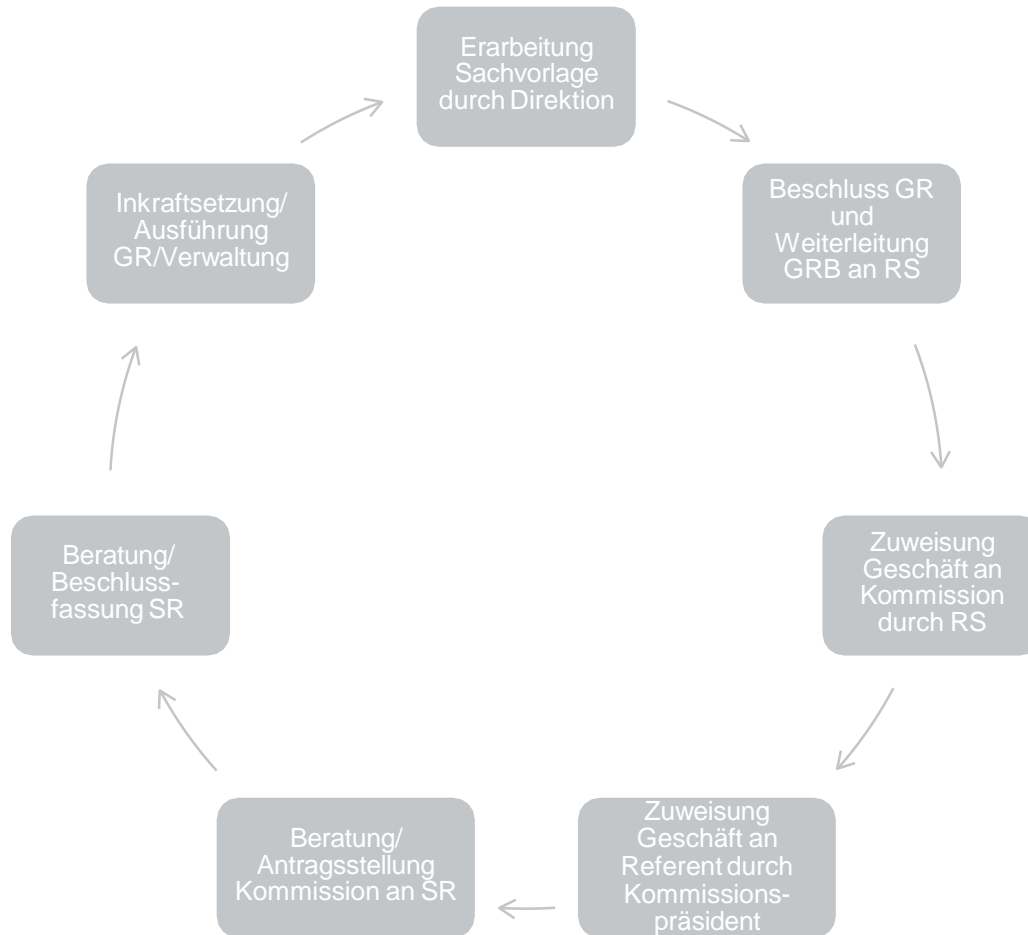 Erarbeitung
Sachvorlage
durch Direktion
Beschluss GR
und
Weiterleitung
GRB an RS
Zuweisung
Geschäft an
Kommission
durch RS
Zuweisung
Geschäft an
Referent durch
Kommissions-
präsident
Beratung/
Antragsstellung
Kommission an SR
Beratung/
Beschluss-
fassung SR
Inkraftsetzung/
Ausführung
GR/Verwaltung